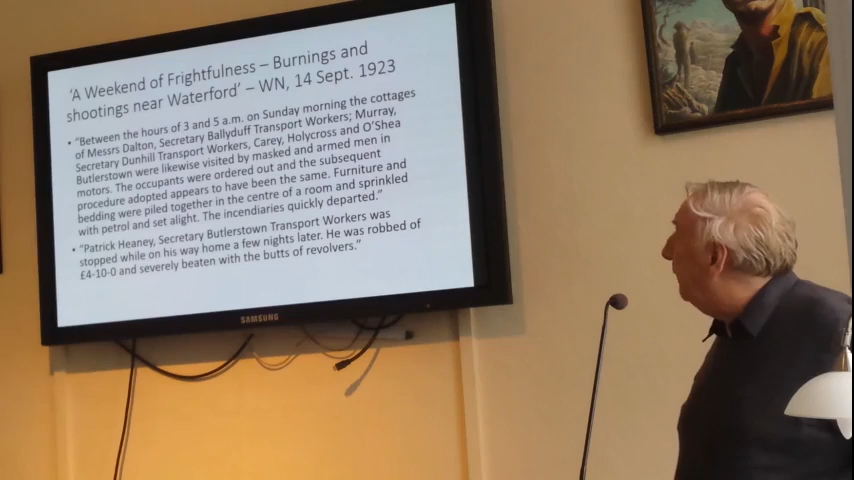 ‘A Weekend of Frightfulness – Burnings and
shootings near Waterford’ – WN, 14 Sept. 1923
• “Between the hours of 3 and 5 a.m. on Sunday morning the cottages
of Messrs Dalton, Secretary Ballyduff Transport Workers; Murray,
Secretary Dunhill Transport Workers, Carey, Holycross and O’Shea
Butlerstown were likewise visited by masked and armed men in
motors. The occupants were ordered out and the subsequent
procedure adopted appears to have been the same. Furniture and
bedding were piled together in the centre of a room and sprinkled
with petrol and set alight. The incendiaries quickly departed.”
• “Patrick Heaney, Secretary Butlerstown Transport Workers was
stopped while on his way home a few nights later. He was robbed of
£4-10-0 and severely beaten with the butts of revolvers.”
SAMSUNG